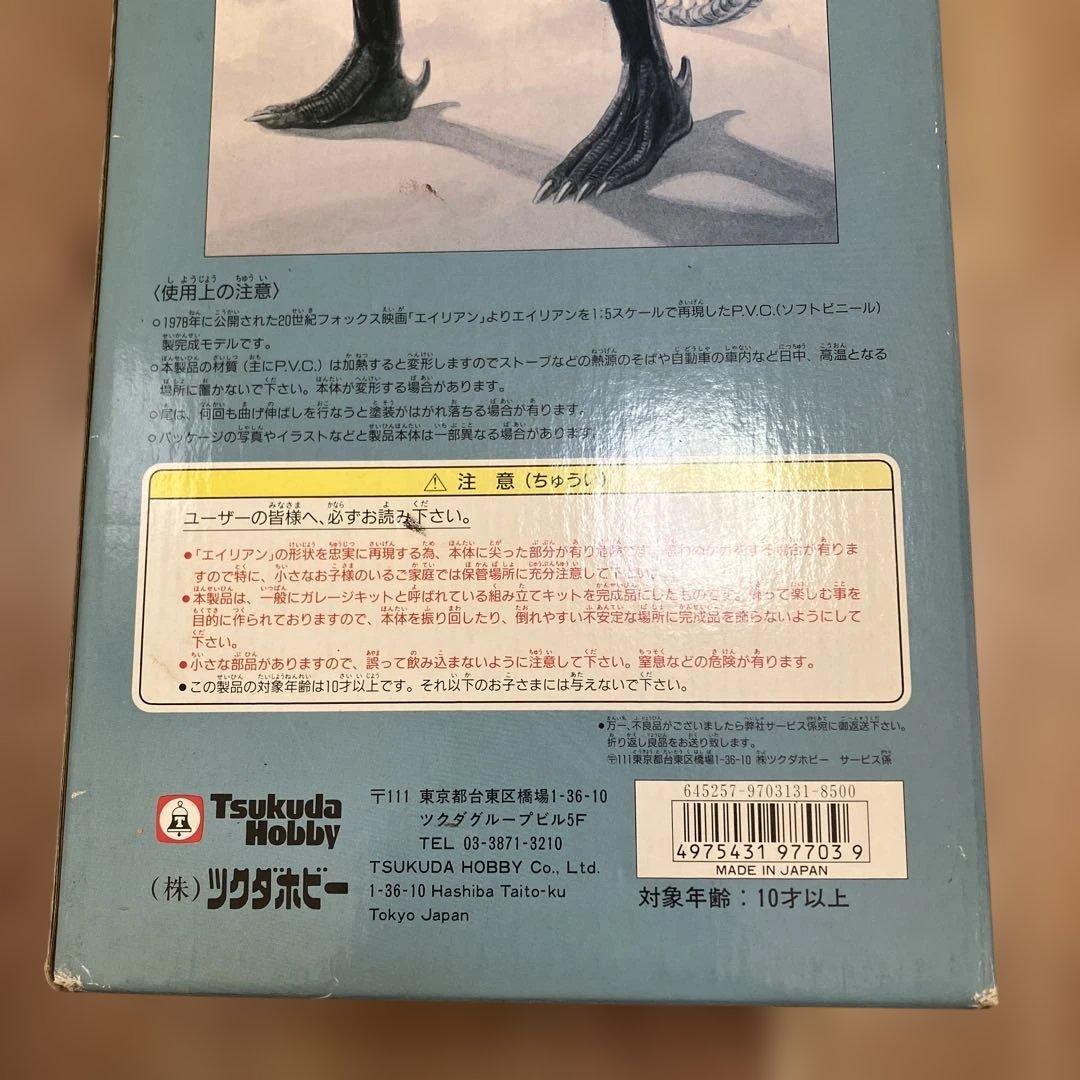 〈使用上の注意〉
○1978年に公開された20世紀フォックス映画「エイリアン」よりエイリアンを1:5スケールで再現したP.V.C.(ソフトビニール)
製完成モデルです。
○本製品の材質(主にP.V.C.)は加熱すると変形しますのでストーブなどの熱源のそばや自動車の車内など日中、高温となる
場所に置かないで下さい。本体が変形する場合があります。
○尾は、何回も曲げ伸ばしを行なうと塗装がはがれ落ちる場合が有ります。
○パッケージの写真やイラストなどと製品本体は一部異なる場合があります。
⚠ 注 意(ちゅうい)
ユーザーの皆様へ、必ずお読み下さい。
●「エイリアン」の形状を忠実に再現する為、本体に尖った部分が有り危険です。思わぬケガをする場合が有りま
すので特に、小さなお子様のいるご家庭では保管場所に充分注意して下さい。
●本製品は、一般にガレージキットと呼ばれている組み立てキットを完成品にしたものです。飾って楽しむ事を
目的に作られておりますので、本体を振り回したり、倒れやすい不安定な場所に完成品を飾らないようにして
下さい。
●小さな部品がありますので、誤って飲み込まないように注意して下さい。窒息などの危険が有ります。
●この製品の対象年齢は10才以上です。それ以下のお子さまには与えないで下さい。
●万一、不良品がございましたら弊社サービス係宛に御返送下さい。
折り返し良品をお送り致します。
〒111東京都台東区橋場1-36-10 ㈱ツクダホビー サービス係
Tsukuda
Hobby
(株)ツクダホビー
〒111 東京都台東区橋場1-36-10
ツクダグループビル5F
TEL 03-3871-3210
TSUKUDA HOBBY Co., Ltd.
1-36-10 Hashiba Taito-ku
Tokyo Japan
645257-9703131-8500
4975431 977039
MADE IN JAPAN
対象年齢:10才以上